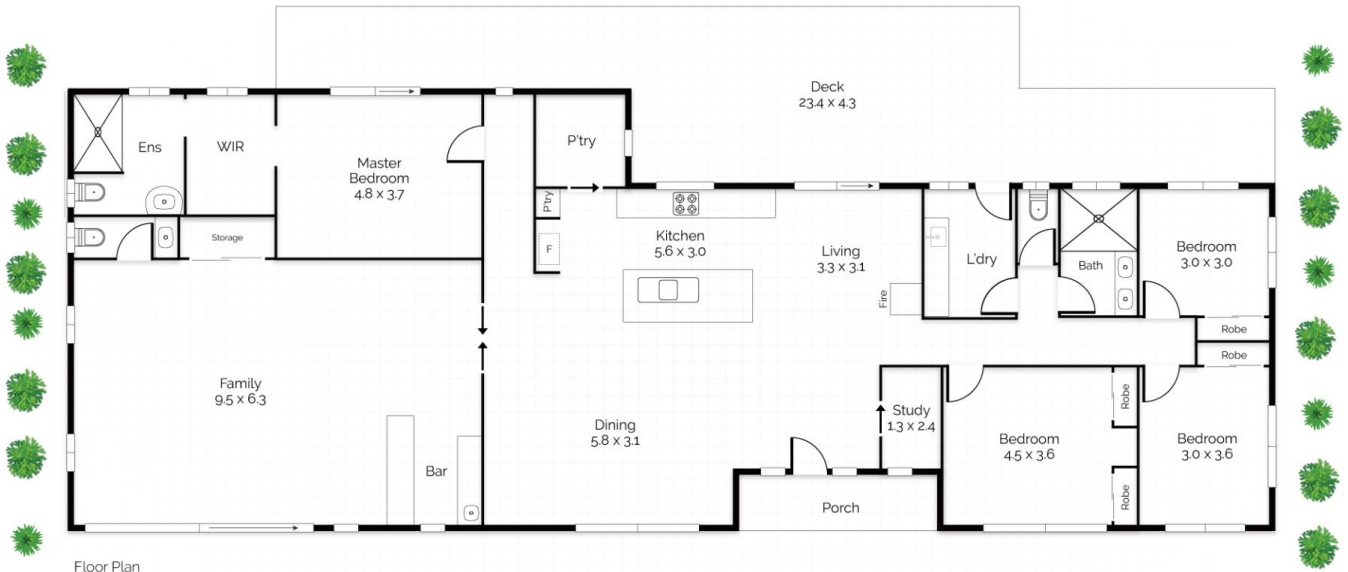 Deck
23.4 x 4.3
Ens
WIR
Master
Bedroom
4.8 x 3.7
P'try
P'try
F
Storage
Kitchen
5.6 x 3.0
Living
3.3 x 3.1
Fire
L'dry
Bath
Bedroom
3.0 x 3.0
Robe
Robe
Family
9.5 x 6.3
Bar
Dining
5.8 x 3.1
Study
1.3 x 2.4
Bedroom
4.5 x 3.6
Robe
Robe
Bedroom
3.0 x 3.6
Porch
Floor Plan